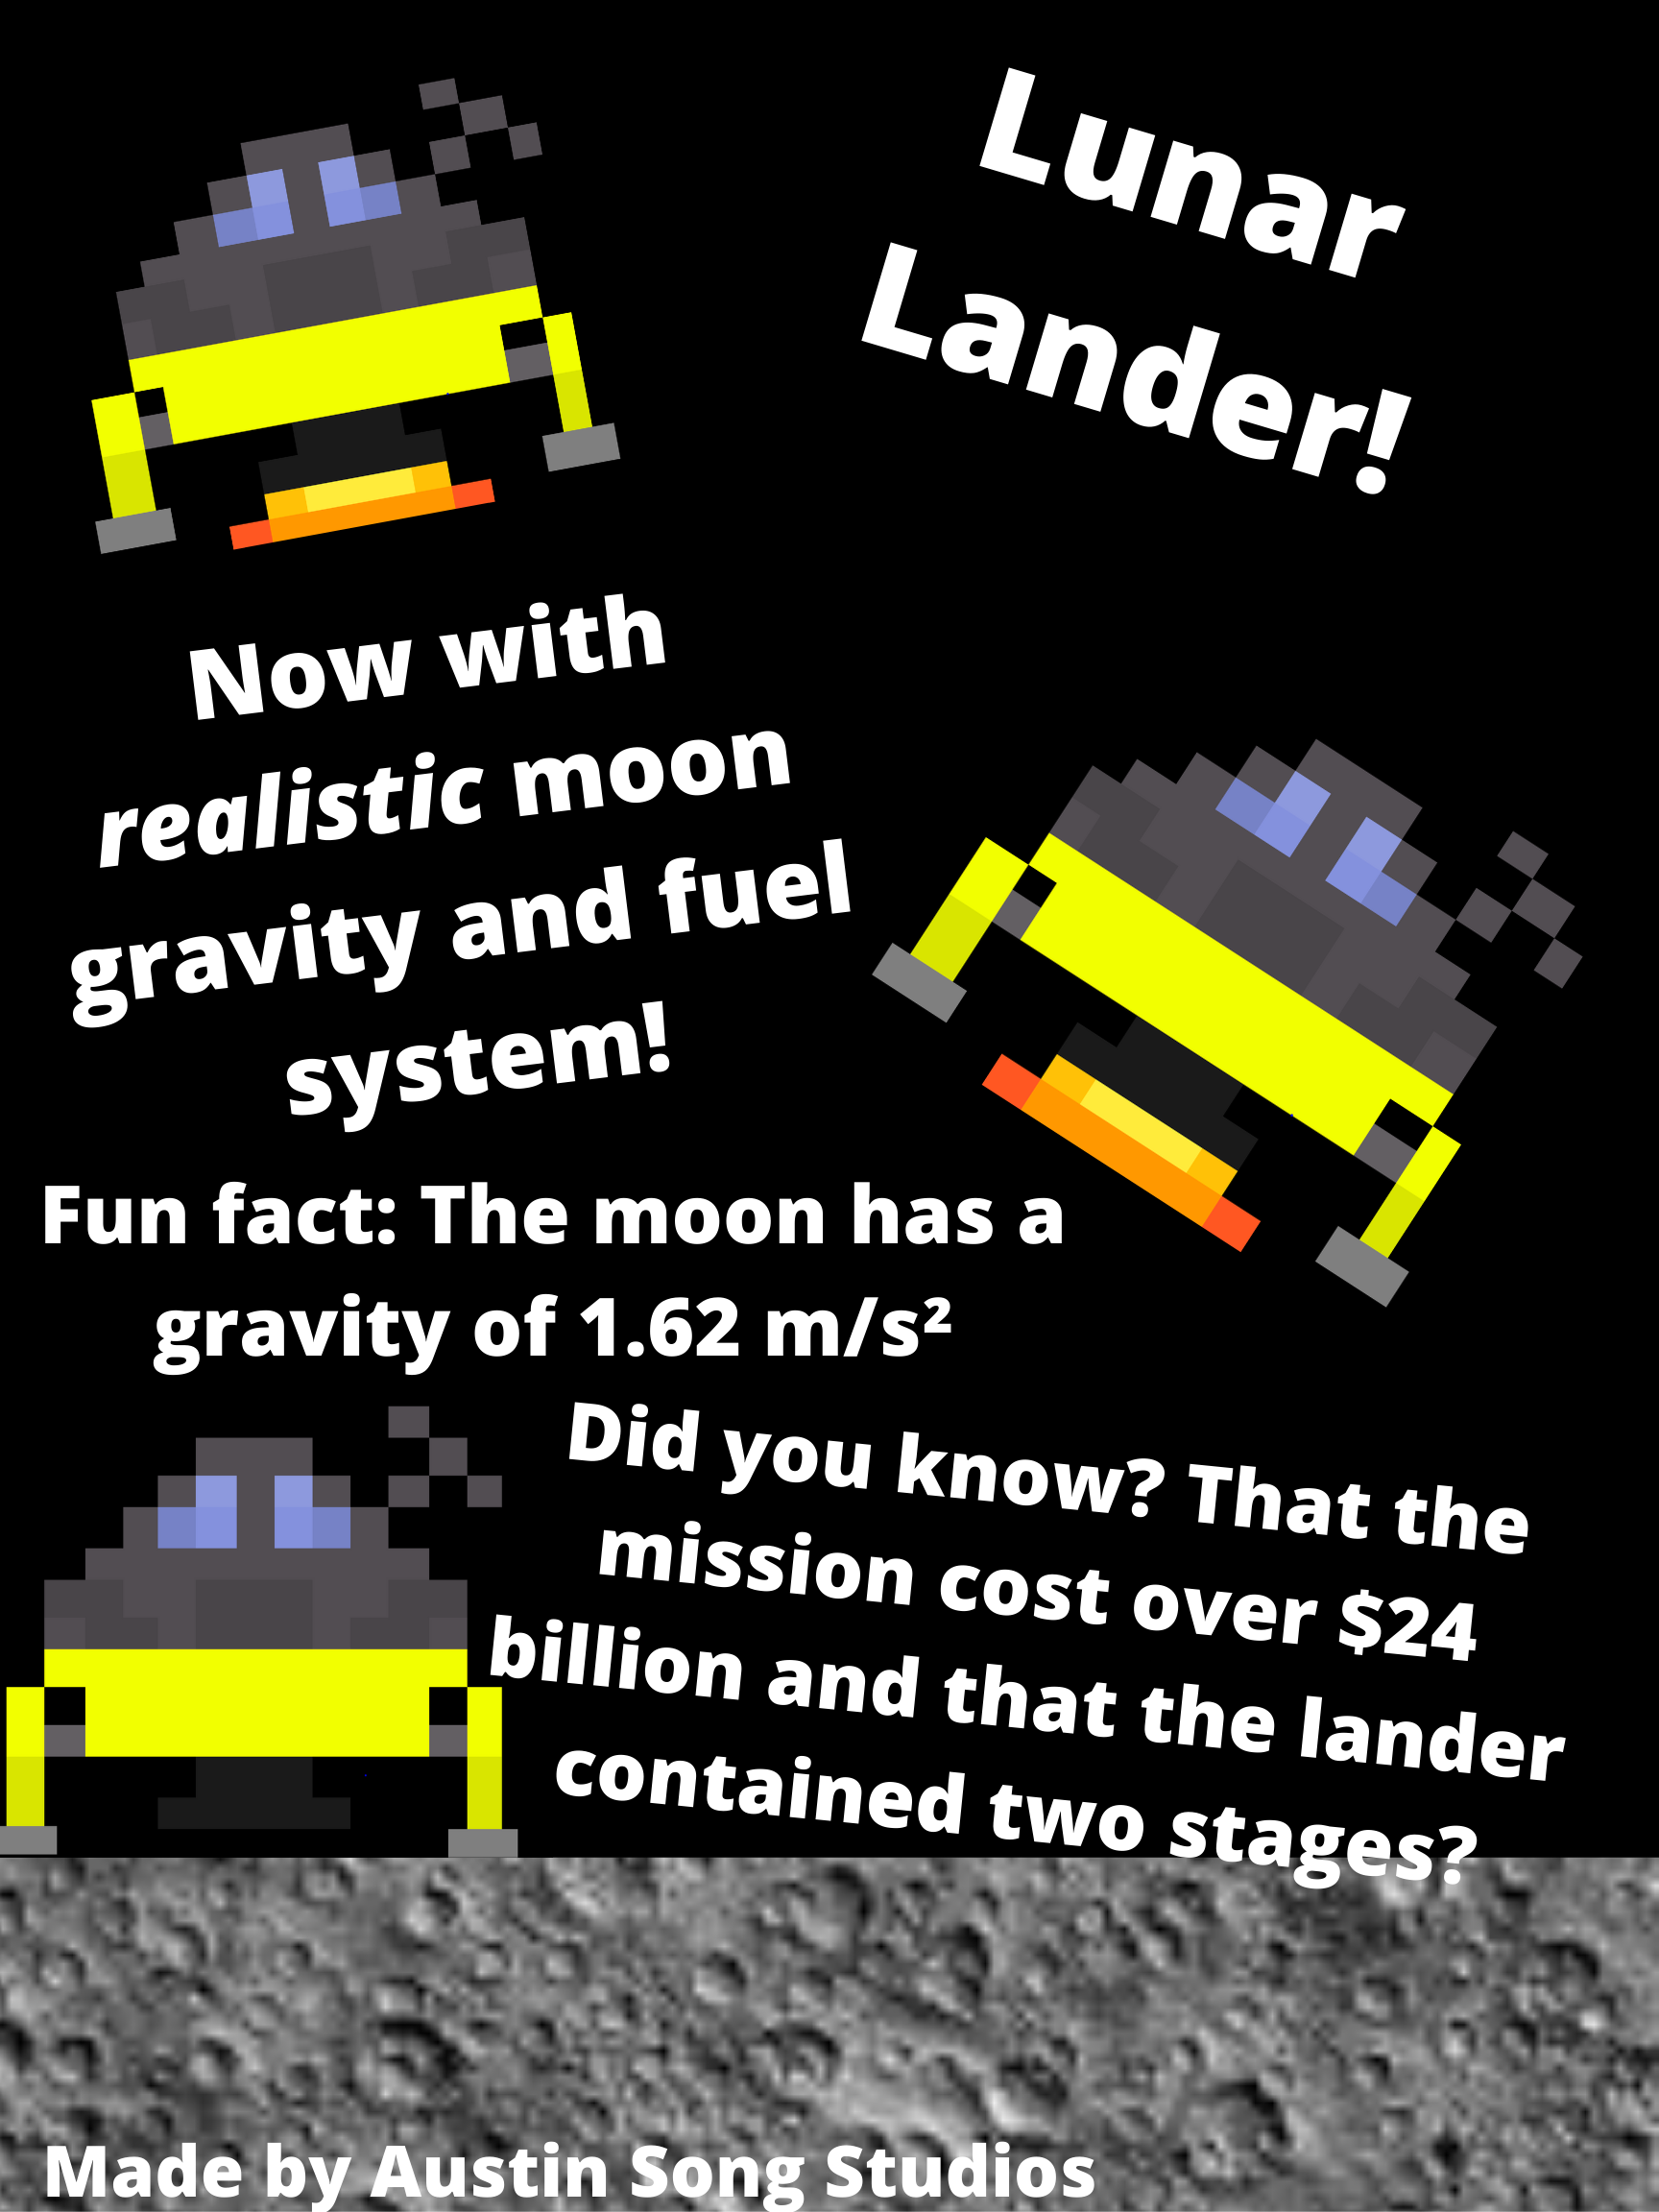 Lunar
Lander!
Now with
realistic moon
gravity and fuel
system!
Fun fact: The moon has a
gravity of 1.62 m/s²
Did you know? That the
mission cost over $24
billion and that the lander
contained two stages?
Made by Austin Song Studios